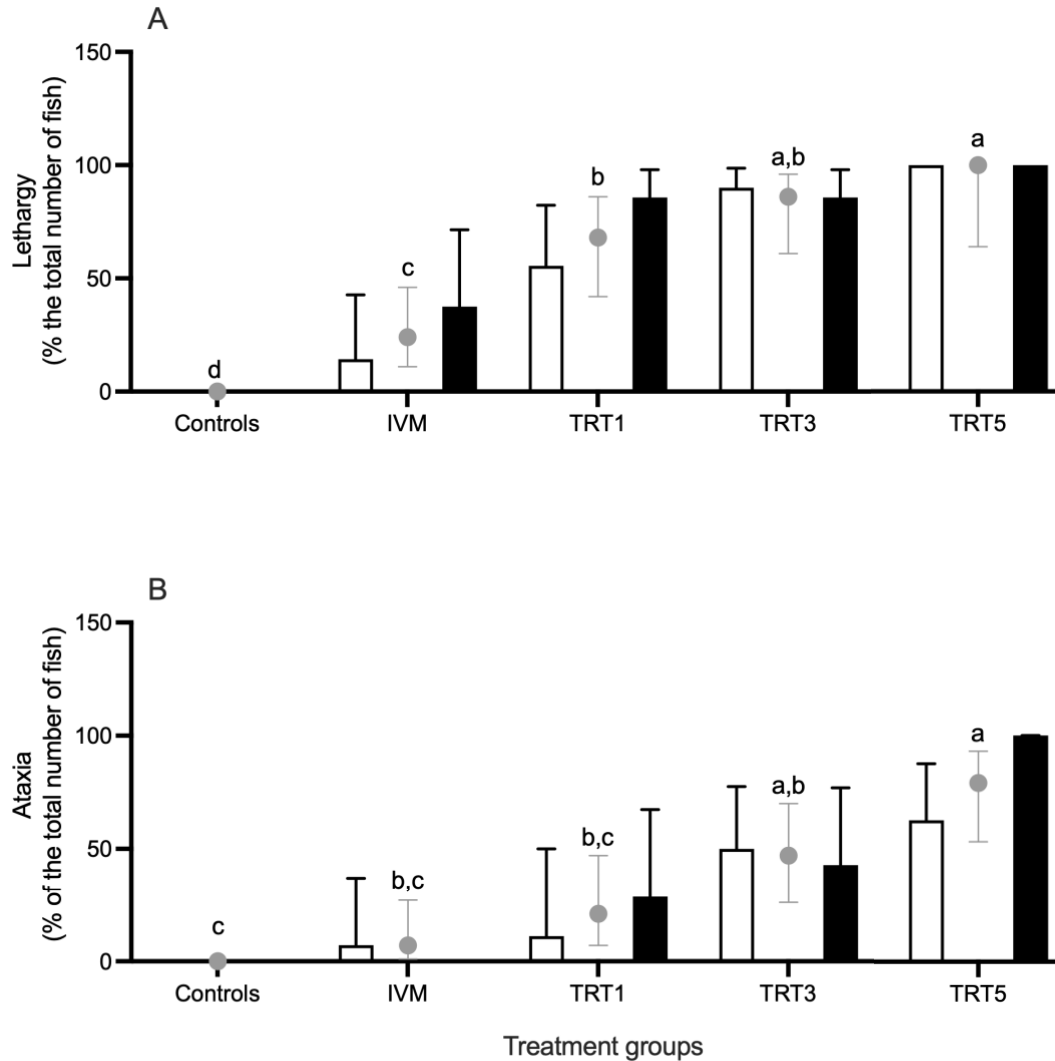 A
150
100
50
0
Lethargy
(% the total number of fish)
d
c
b
a,b
a
Controls
IVM
TRT1
TRT3
TRT5
B
150
100
50
0
Ataxia
(% of the total number of fish)
c
b,c
b,c
a,b
a
Controls
IVM
TRT1
TRT3
TRT5
Treatment groups